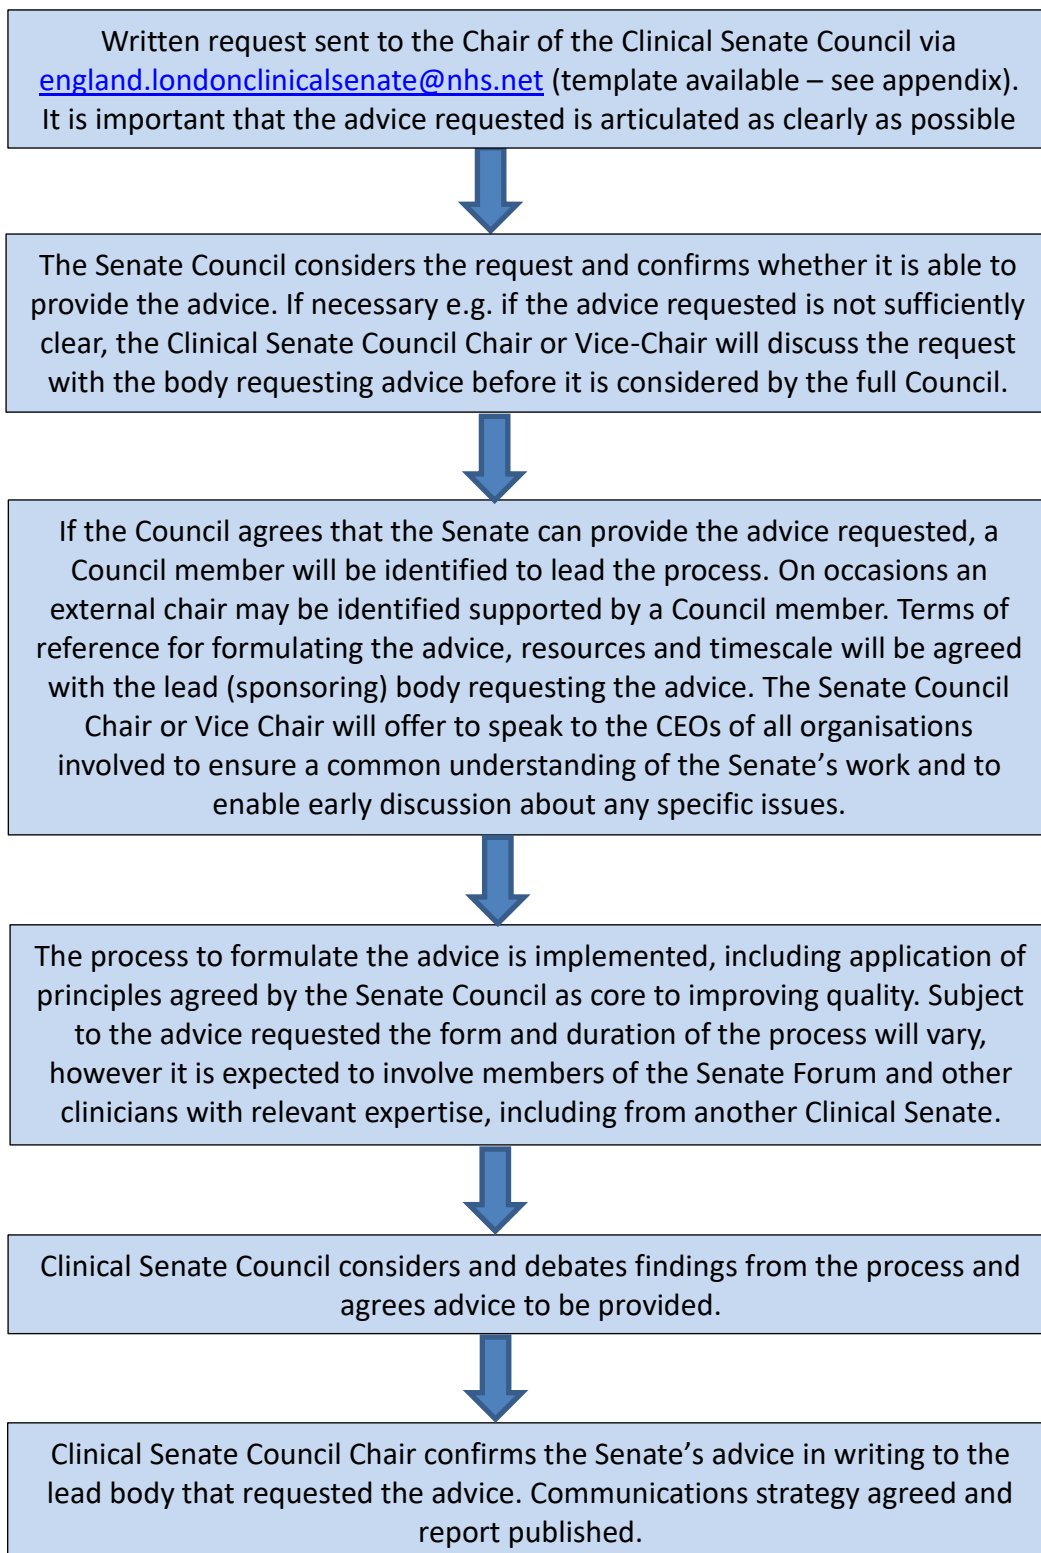 Written request sent to the Chair of the Clinical Senate Council via
england.londonclinicalsenate@nhs.net (template available – see appendix).
It is important that the advice requested is articulated as clearly as possible
The Senate Council considers the request and confirms whether it is able to
provide the advice. If necessary e.g. if the advice requested is not sufficiently
clear, the Clinical Senate Council Chair or Vice-Chair will discuss the request
with the body requesting advice before it is considered by the full Council.
If the Council agrees that the Senate can provide the advice requested, a
Council member will be identified to lead the process. On occasions an
external chair may be identified supported by a Council member. Terms of
reference for formulating the advice, resources and timescale will be agreed
with the lead (sponsoring) body requesting the advice. The Senate Council
Chair or Vice Chair will offer to speak to the CEOs of all organisations
involved to ensure a common understanding of the Senate’s work and to
enable early discussion about any specific issues.
The process to formulate the advice is implemented, including application of
principles agreed by the Senate Council as core to improving quality. Subject
to the advice requested the form and duration of the process will vary,
however it is expected to involve members of the Senate Forum and other
clinicians with relevant expertise, including from another Clinical Senate.
Clinical Senate Council considers and debates findings from the process and
agrees advice to be provided.
Clinical Senate Council Chair confirms the Senate’s advice in writing to the
lead body that requested the advice. Communications strategy agreed and
report published.